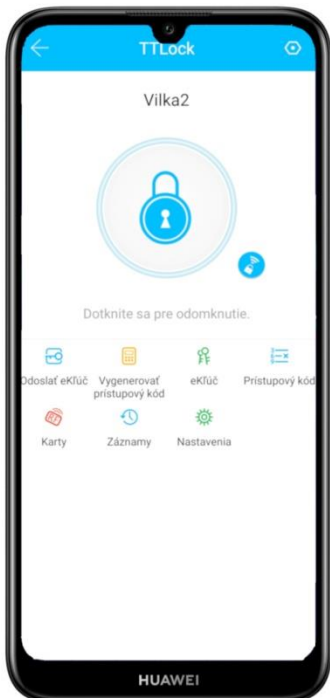 TTLock
Vilka2
Dotknite sa pre odomknutie.
Odoslať eKľúč
Vygenerovať
prístupový kód
eKľúč
Prístupový kód
Karty
Záznamy
Nastavenia
HUAWEI